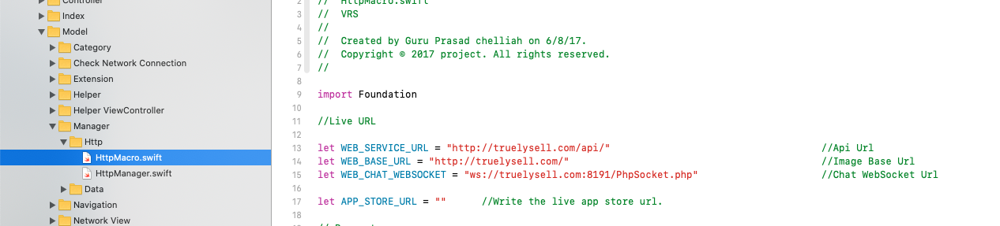 Controller
Index
Model
Category
Check Network Connection
Extension
Helper
Helper ViewController
Manager
Http
HttpMacro.swift
HttpManager.swift
Data
Navigation
Network View
2 // HttpMacro.swift
3 // VRS
4 //
5 // Created by Guru Prasad chelliah on 6/8/17.
6 // Copyright © 2017 project. All rights reserved.
7 //
8
9 import Foundation
10
11 //Live URL
12
13 let WEB_SERVICE_URL = "http://truelysell.com/api/" //Api Url
14 let WEB_BASE_URL = "http://truelysell.com/" //Image Base Url
15 let WEB_CHAT_WEBSOCKET = "ws://truelysell.com:8191/PhpSocket.php" //Chat WebSocket Url
16
17 let APP_STORE_URL = "" //Write the live app store url.
18